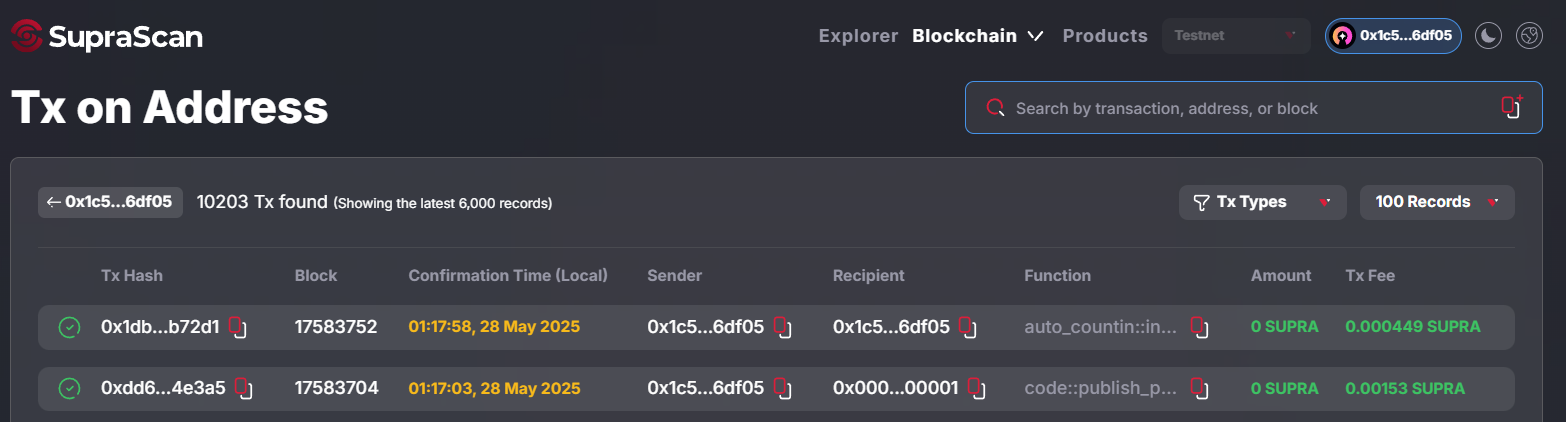 SupraScan Explorer Blockchain Products Testnet 0x1c5...6df05
Tx on Address
Search by transaction, address, or block
0x1c5...6df05 10203 Tx found (Showing the latest 6,000 records) Tx Types 100 Records
Tx Hash Block Confirmation Time (Local) Sender Recipient Function Amount Tx Fee
0x1db...b72d1 17583752 01:17:58, 28 May 2025 0x1c5...6df05 0x1c5...6df05 auto_countin::in... 0 SUPRA 0.000449 SUPRA
0xdd6...4e3a5 17583704 01:17:03, 28 May 2025 0x1c5...6df05 0x000...00001 code::publish_p... 0 SUPRA 0.00153 SUPRA